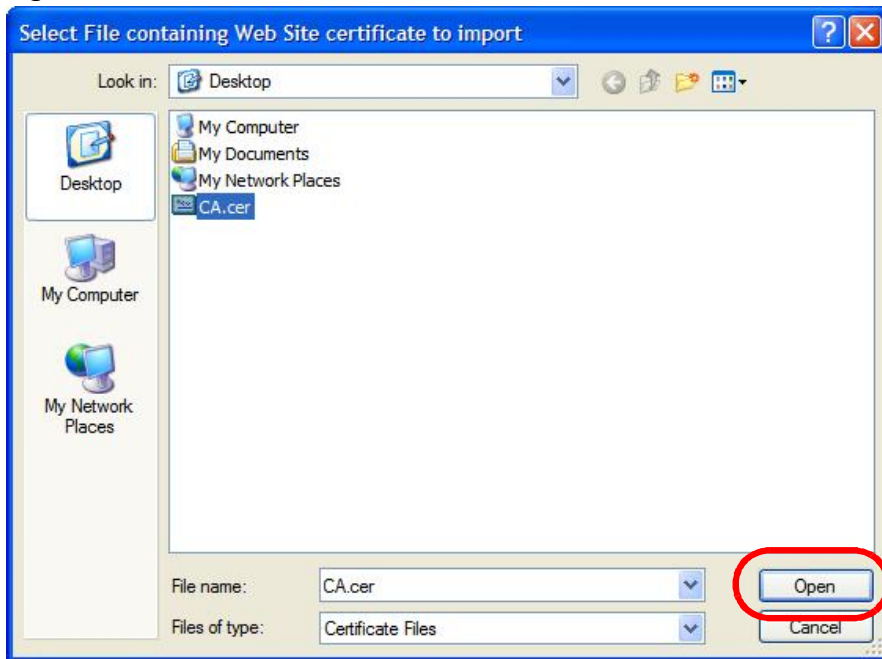 Select File containing Web Site certificate to import
Look in: Desktop
My Computer
My Documents
My Network Places
CA.cer
Desktop
My Computer
My Network
Places
File name: CA.cer Open
Files of type: Certificate Files Cancel